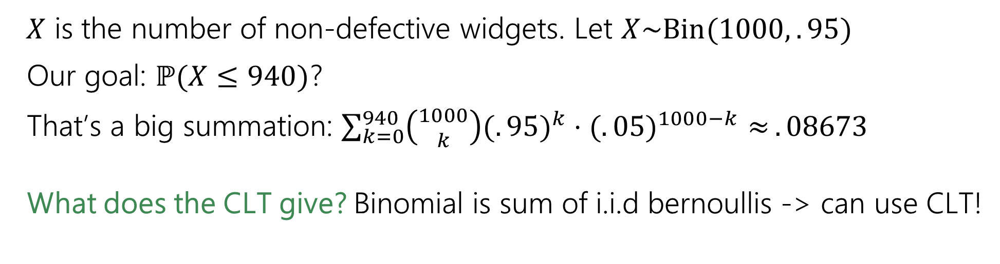 X is the number of non-defective widgets. Let X~Bin(1000, .95)
Our goal: ℙ(X ≤ 940)?
That's a big summation: ∑_{k=0}^{940} (1000 choose k)(.95)^k · (.05)^{1000−k} ≈ .08673
What does the CLT give? Binomial is sum of i.i.d bernoullis -> can use CLT!